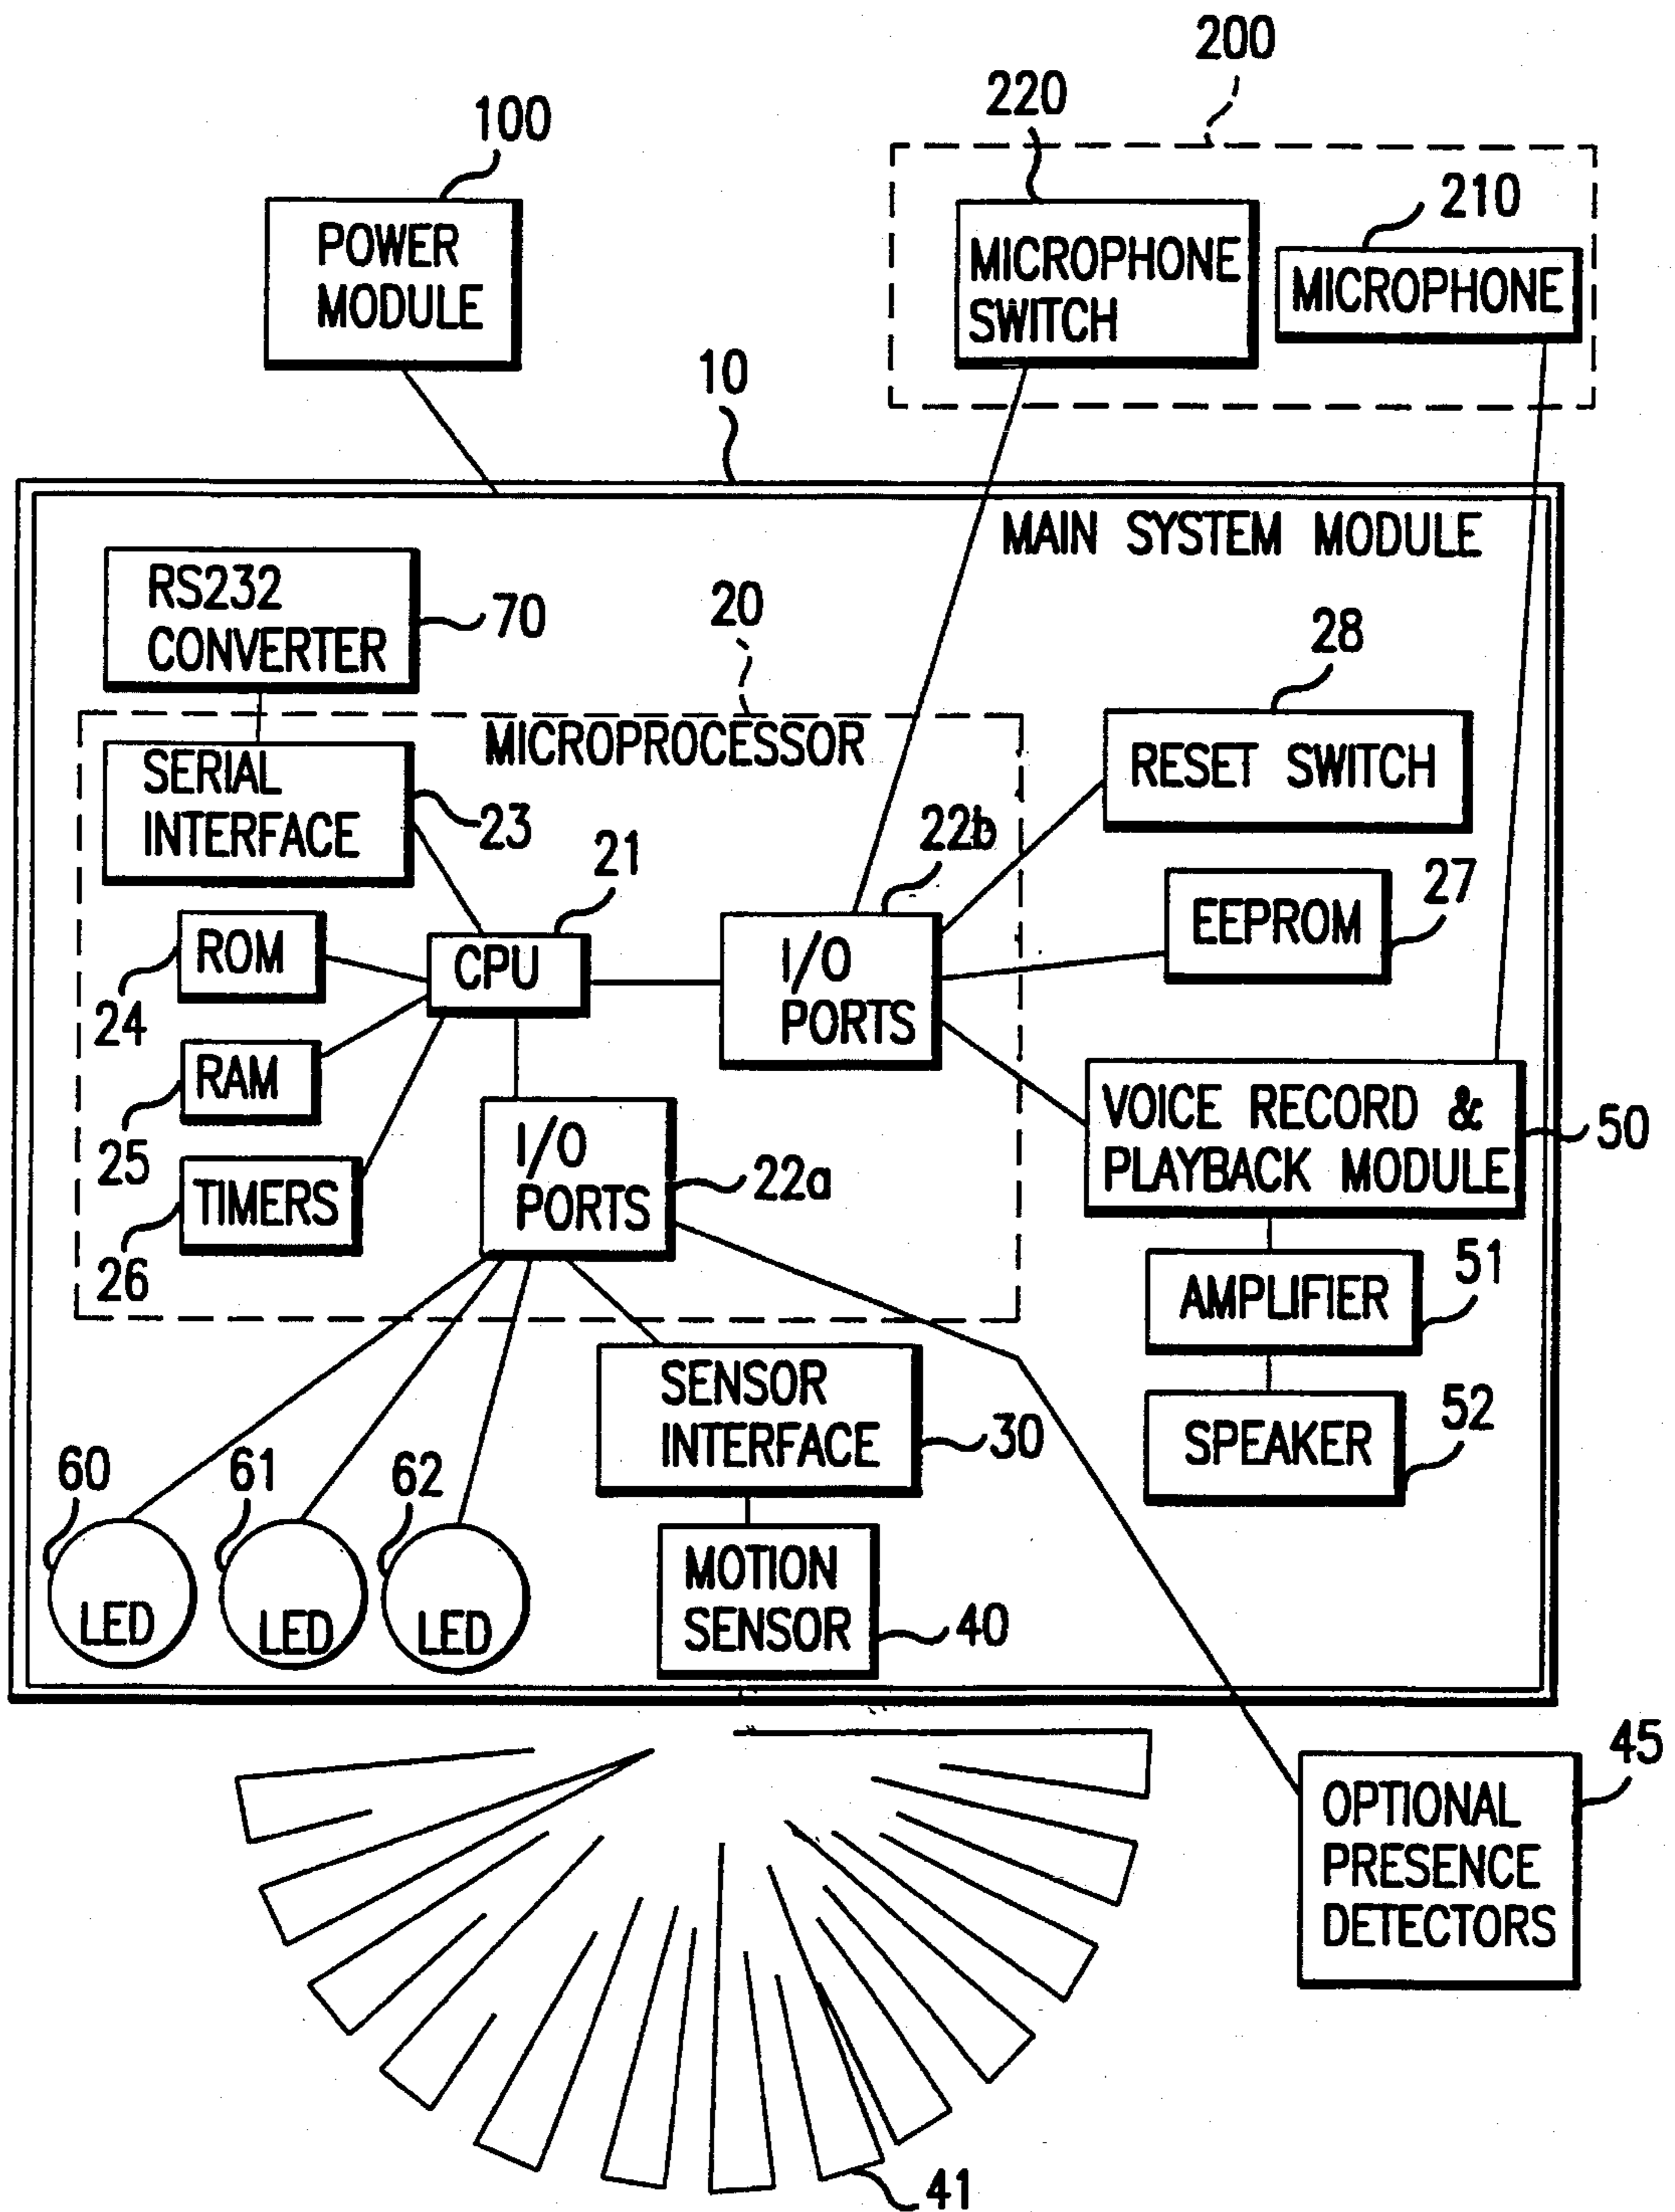 200
220
100
210
POWER
MODULE
MICROPHONE
SWITCH
MICROPHONE
10
MAIN SYSTEM MODULE
RS232
CONVERTER
70
20
28
MICROPROCESSOR
RESET SWITCH
SERIAL
INTERFACE
23
21
22b
EEPROM
27
ROM
24
CPU
I/O
PORTS
RAM
25
I/O
PORTS
22a
VOICE RECORD &
PLAYBACK MODULE
50
TIMERS
26
AMPLIFIER
51
SENSOR
INTERFACE
30
SPEAKER
52
60
61
62
LED
LED
LED
MOTION
SENSOR
40
45
OPTIONAL
PRESENCE
DETECTORS
41